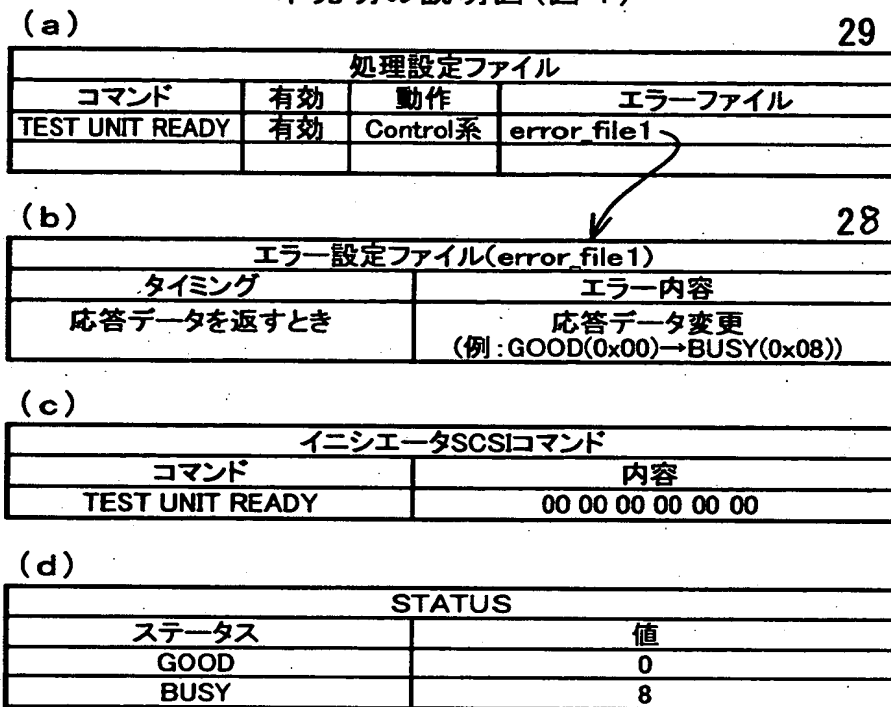 (a) 29
処理設定ファイル
コマンド 有効 動作 エラーファイル
TEST UNIT READY 有効 Control系 error_file1
(b) 28
エラー設定ファイル(error_file1)
タイミング エラー内容
応答データを返すとき 応答データ変更
(例:GOOD(0x00)→BUSY(0x08))
(c)
イニシエータSCSIコマンド
コマンド 内容
TEST UNIT READY 00 00 00 00 00 00
(d)
STATUS
ステータス 値
GOOD 0
BUSY 8